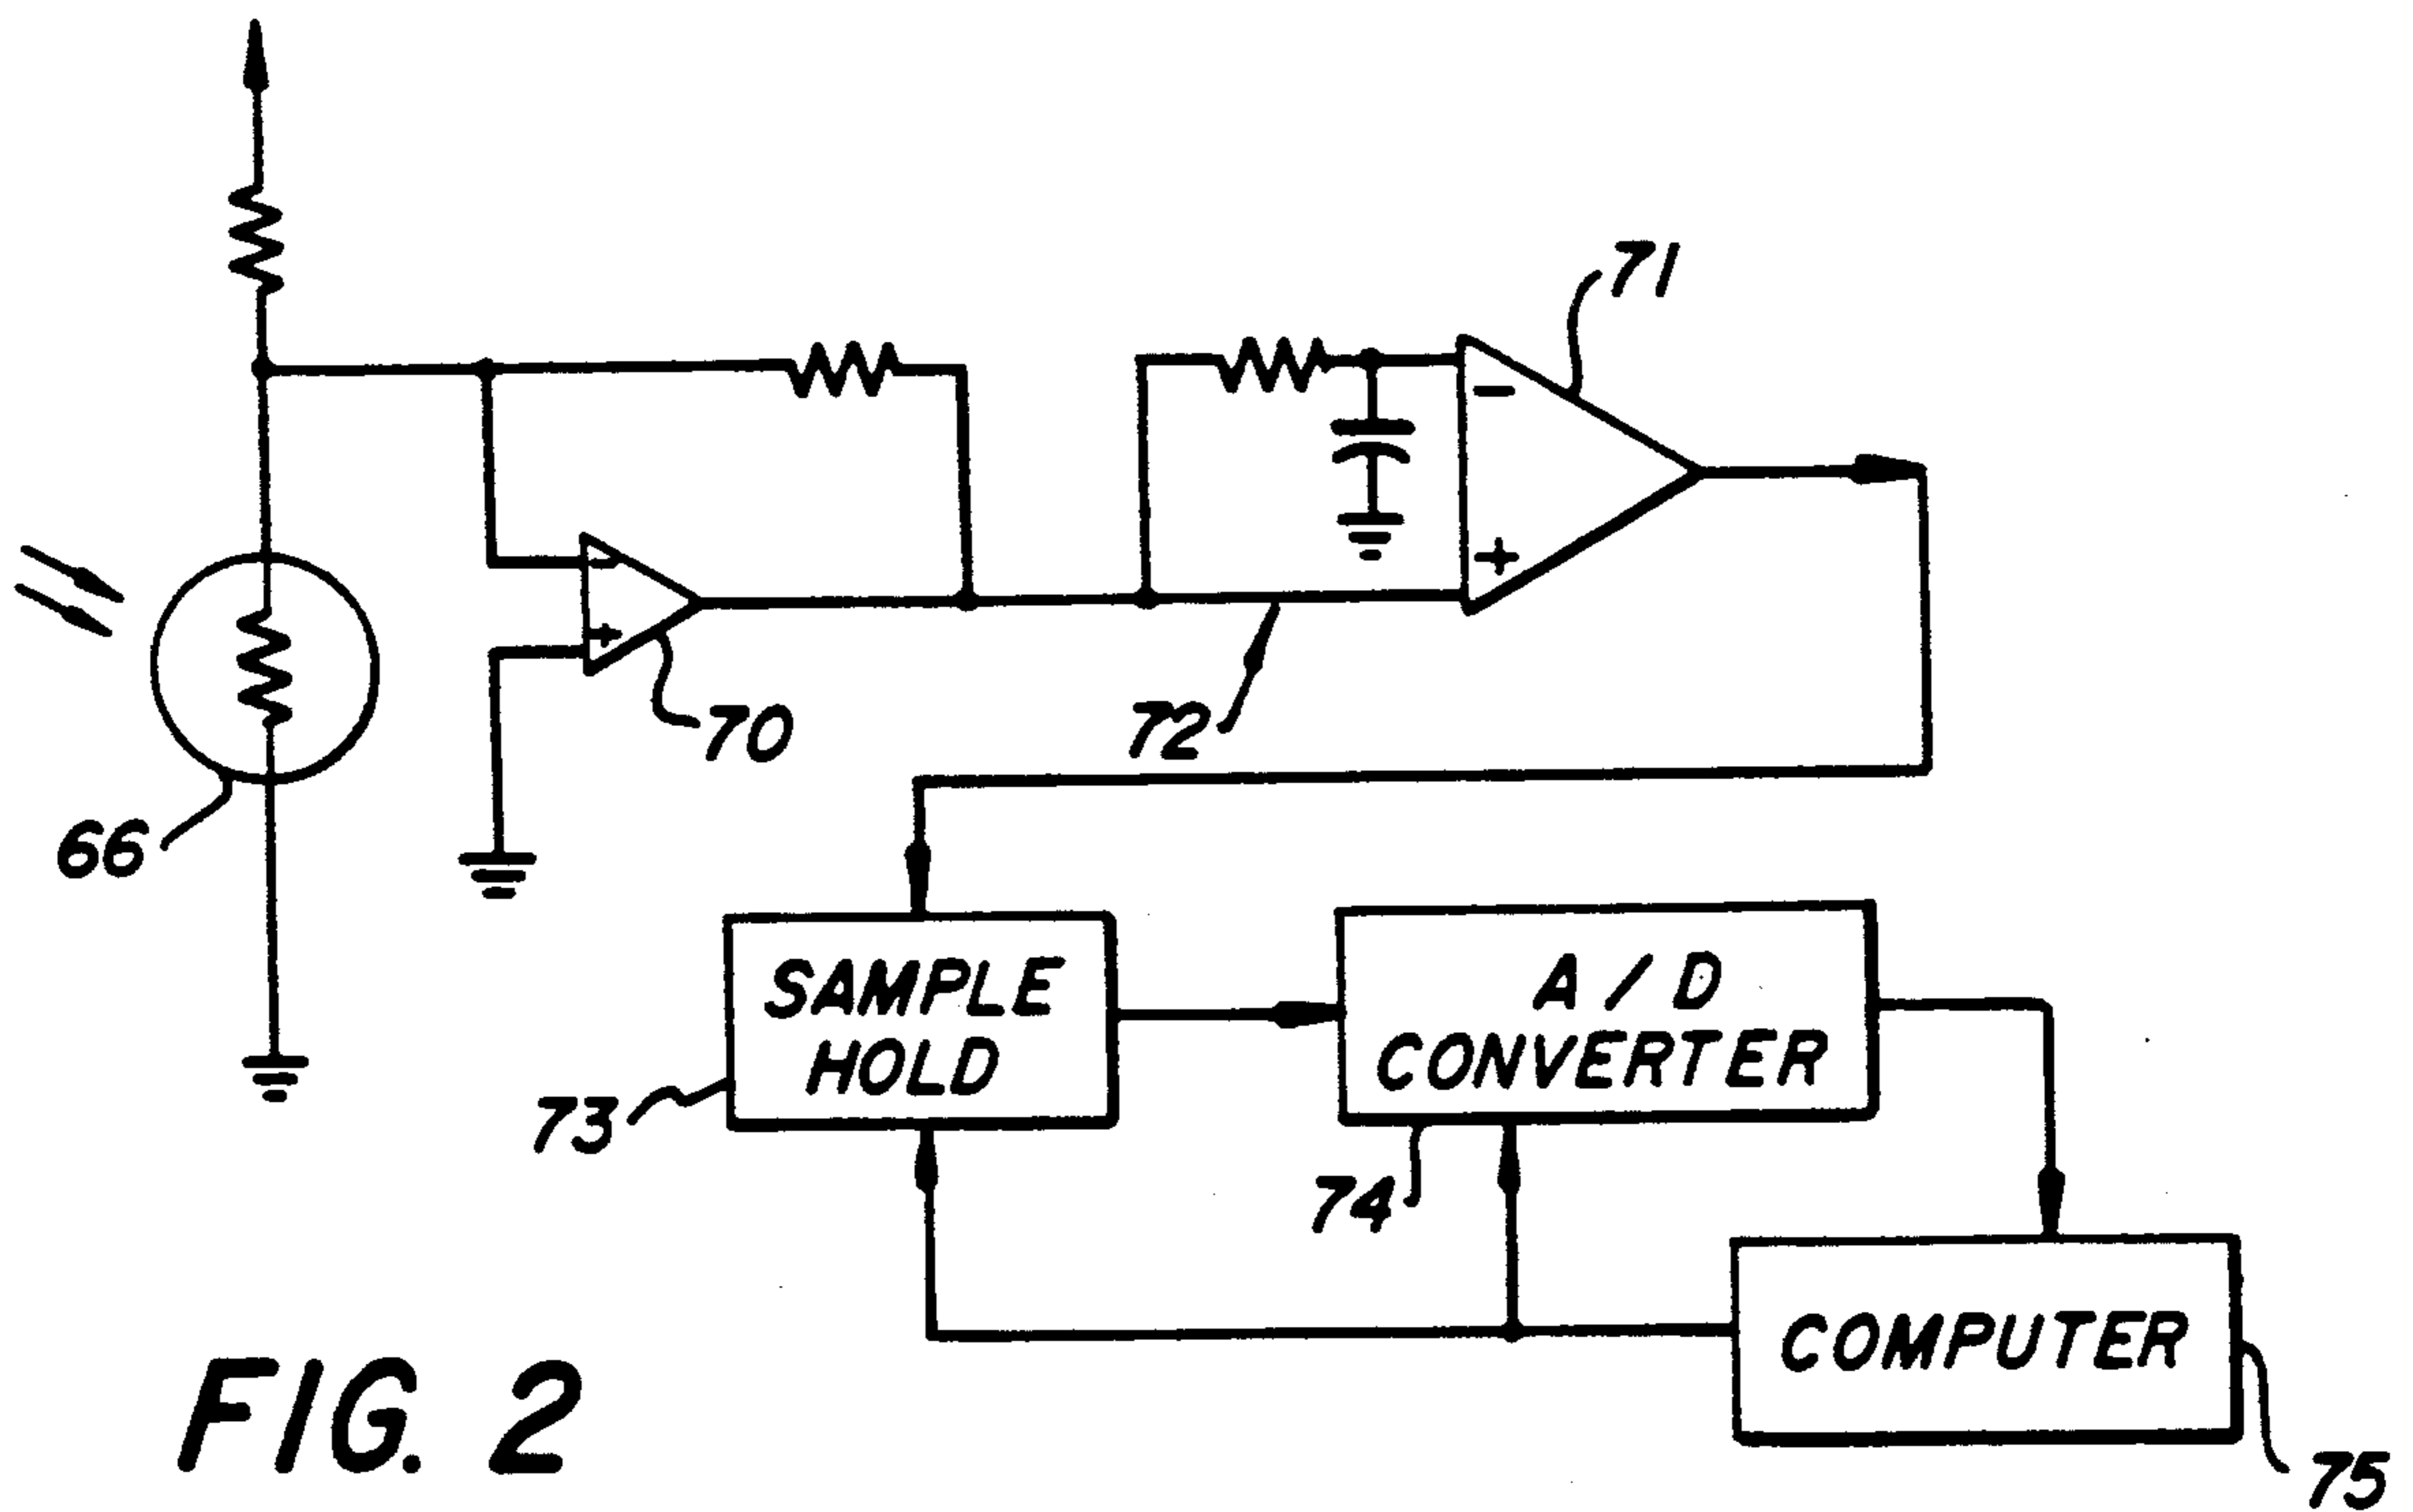 71
-
+
-
+
70
72
66
SAMPLE
HOLD
A / D
CONVERTER
73
74
COMPUTER
FIG. 2
75